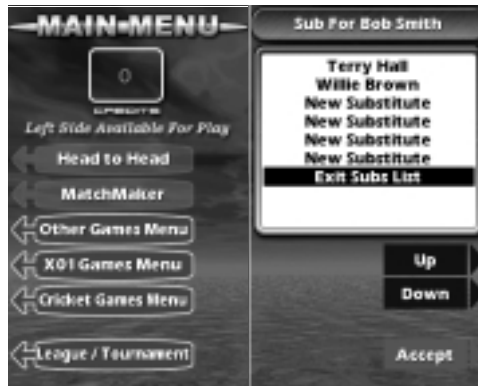 MAIN-MENU
0
CREDITS
Left Side Available For Play
Head to Head
MatchMaker
Other Games Menu
X01 Games Menu
Cricket Games Menu
League / Tournament
Sub For Bob Smith
Terry Hall
Willie Brown
New Substitute
New Substitute
New Substitute
New Substitute
Exit Subs List
Up
Down
Accept